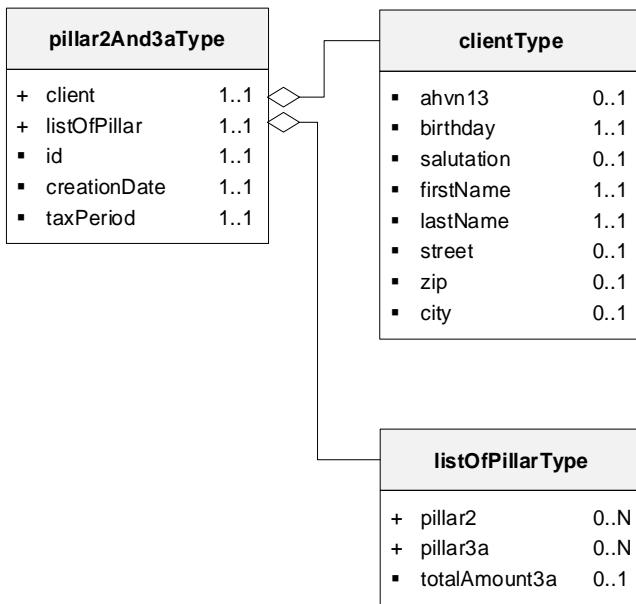 pillar2And3aType
+ client 1..1
+ listOfPillar 1..1
▪ id 1..1
▪ creationDate 1..1
▪ taxPeriod 1..1
clientType
▪ ahvn13 0..1
▪ birthday 1..1
▪ salutation 0..1
▪ firstName 1..1
▪ lastName 1..1
▪ street 0..1
▪ zip 0..1
▪ city 0..1
listOfPillarType
+ pillar2 0..N
+ pillar3a 0..N
▪ totalAmount3a 0..1